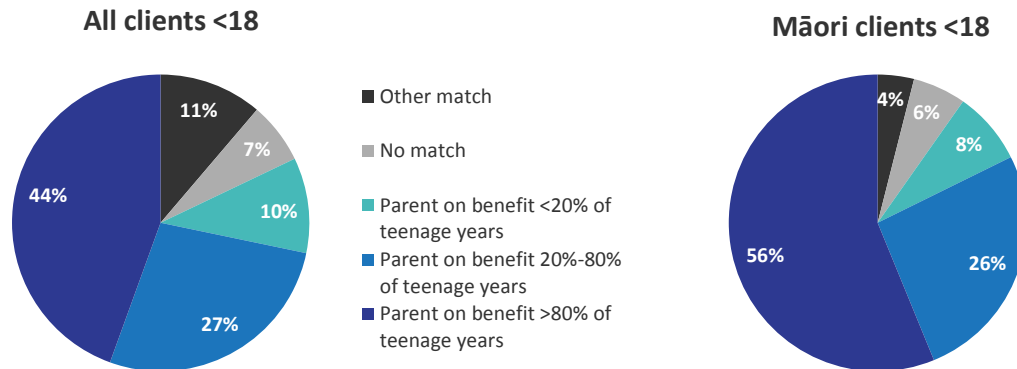 All clients <18
11%
7%
10%
27%
44%
Other match
No match
Parent on benefit <20% of
teenage years
Parent on benefit 20%-80%
of teenage years
Parent on benefit >80% of
teenage years
Māori clients <18
4%
6%
8%
26%
56%